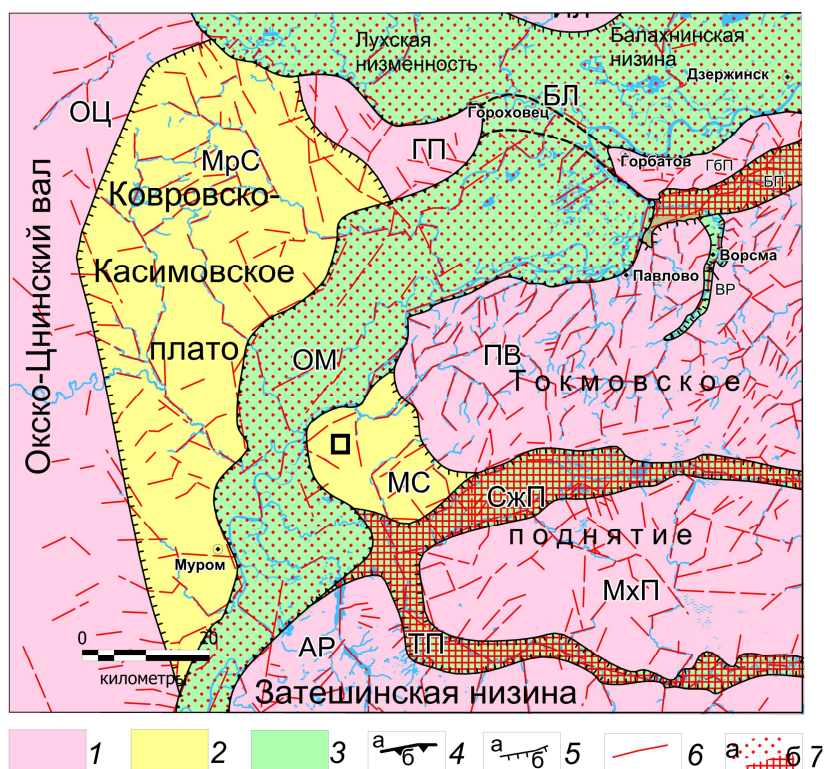 Лухская
низменность
Балахнинская
низина
Дзержинск
ОЦ
БЛ
Гороховец
ГП
МрС
Горбатов
ГбП
БП
Ковровско-
Касимовское
плато
Окско-Цнинский вал
Ворсма
Павлово
ВР
ОМ
ПВ
Токмовское
МС
СжП
поднятие
Муром
МхП
0 20
километры
АР
ТП
Затешинская низина
1 2 3 а б 4 а б 5 6 а б 7